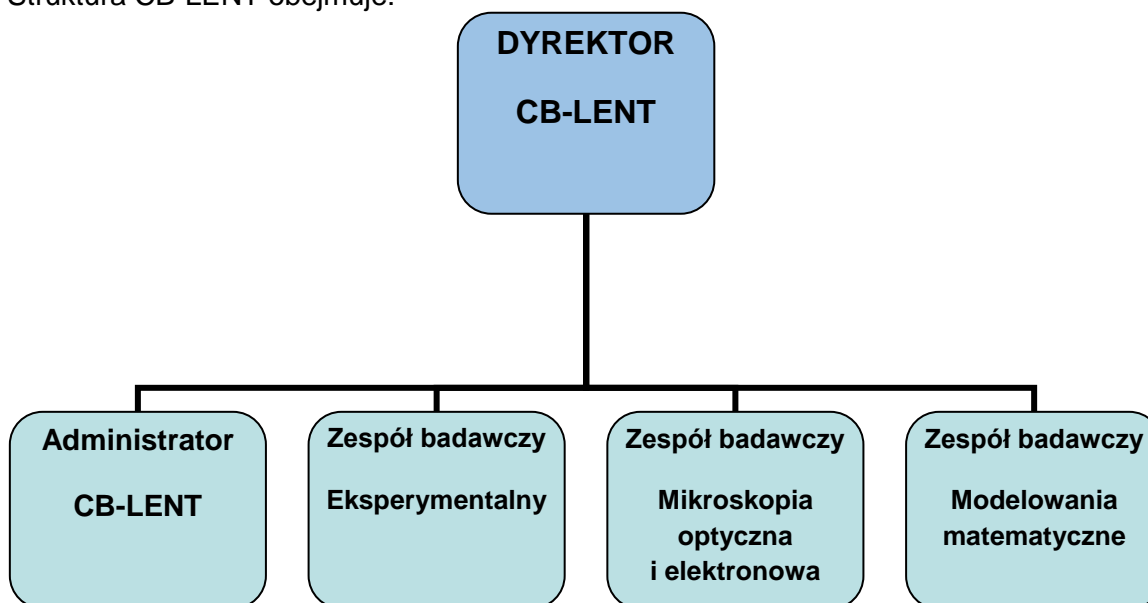 Struktura CB-LENT obejmuje:
DYREKTOR
CB-LENT
Administrator
CB-LENT
Zespół badawczy
Eksperymentalny
Zespół badawczy
Mikroskopia
optyczna
i elektronowa
Zespół badawczy
Modelowania
matematyczne